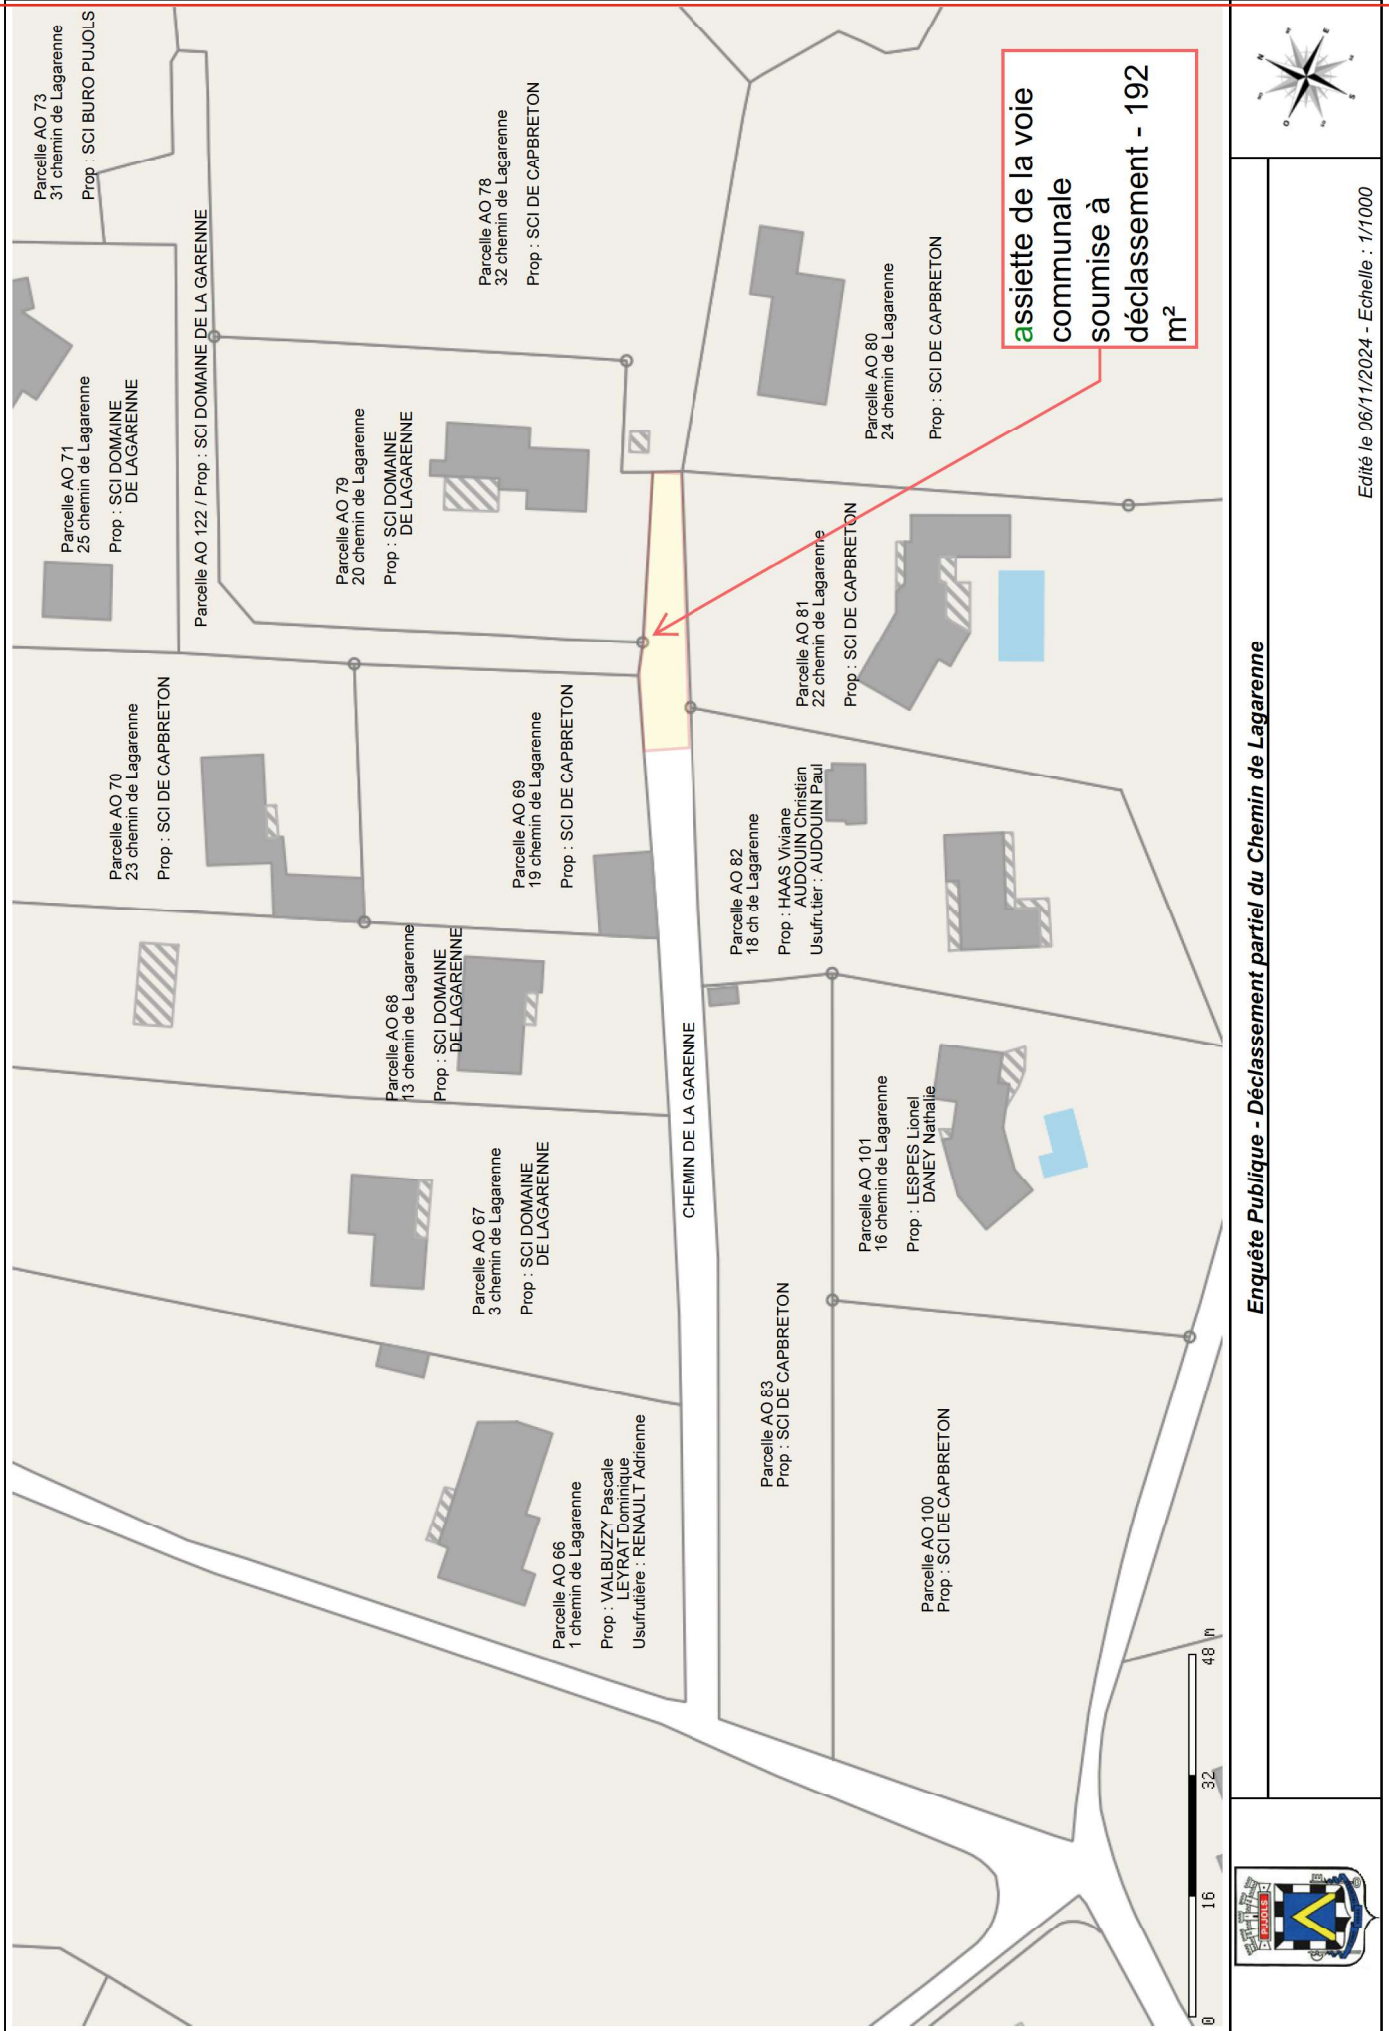 Parcelle AO 73
31 chemin de Lagarenne
Prop : SCI BURO PUJOLS
Parcelle AO 71
25 chemin de Lagarenne
Prop : SCI DOMAINE
DE LAGARENNE
Parcelle AO 122 / Prop : SCI DOMAINE DE LA GARENNE
Parcelle AO 78
32 chemin de Lagarenne
Prop : SCI DE CAPBRETON
Parcelle AO 79
20 chemin de Lagarenne
Prop : SCI DOMAINE
DE LAGARENNE
Parcelle AO 80
24 chemin de Lagarenne
Prop : SCI DE CAPBRETON
assiette de la voie
communale
soumise à
déclassement - 192
m²
Parcelle AO 70
23 chemin de Lagarenne
Prop : SCI DE CAPBRETON
Parcelle AO 69
19 chemin de Lagarenne
Prop : SCI DE CAPBRETON
Parcelle AO 81
22 chemin de Lagarenne
Prop : SCI DE CAPBRETON
Parcelle AO 82
18 ch de Lagarenne
Prop : HAAS Viviane
AUDOUIN Christian
Usufrutier : AUDOUIN Paul
Parcelle AO 68
13 chemin de Lagarenne
Prop : SCI DOMAINE
DE LAGARENNE
CHEMIN DE LA GARENNE
Parcelle AO 67
3 chemin de Lagarenne
Prop : SCI DOMAINE
DE LAGARENNE
Parcelle AO 101
16 chemin de Lagarenne
Prop : LESPES Lionel
DANEY Nathalie
Parcelle AO 66
1 chemin de Lagarenne
Prop : VALBUZZY Pascale
LEYRAT Dominique
Usufrutière : RENAULT Adrienne
Parcelle AO 83
Prop : SCI DE CAPBRETON
Parcelle AO 100
Prop : SCI DE CAPBRETON
0 16 32 48 m
PUJOLS
Enquête Publique - Déclassement partiel du Chemin de Lagarenne
Edité le 06/11/2024 - Echelle : 1/1000
N
E
S
O